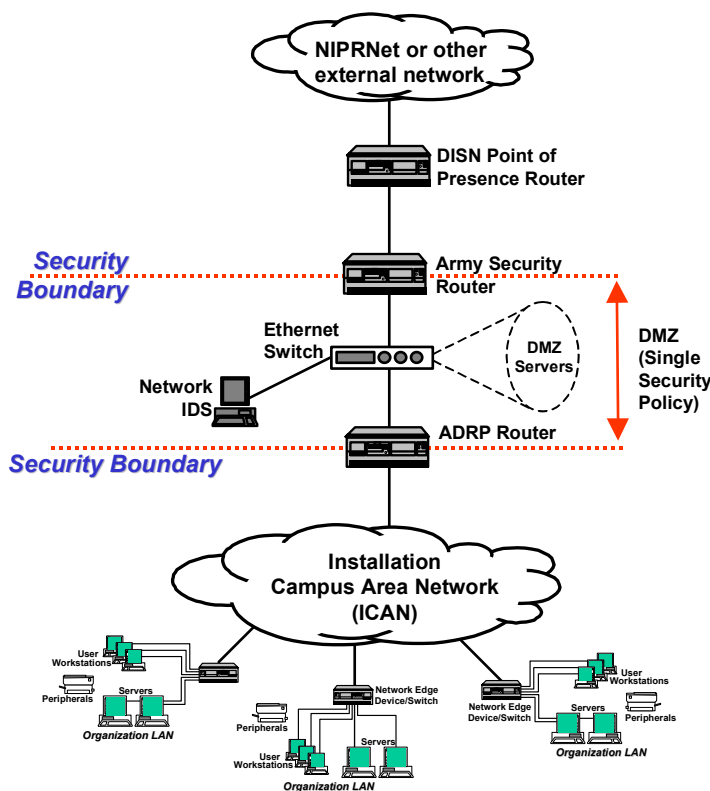 NIPRNet or other
external network
DISN Point of
Presence Router
Security
Boundary
Army Security
Router
Ethernet
Switch
DMZ
Servers
DMZ
(Single
Security
Policy)
Network
IDS
ADRP Router
Security Boundary
Installation
Campus Area Network
(ICAN)
User
Workstations
Peripherals
Servers
Organization LAN
Network Edge
Device/Switch
Peripherals
User
Workstations
Servers
Organization LAN
Network Edge
Device/Switch
User
Workstations
Servers
Peripherals
Organization LAN